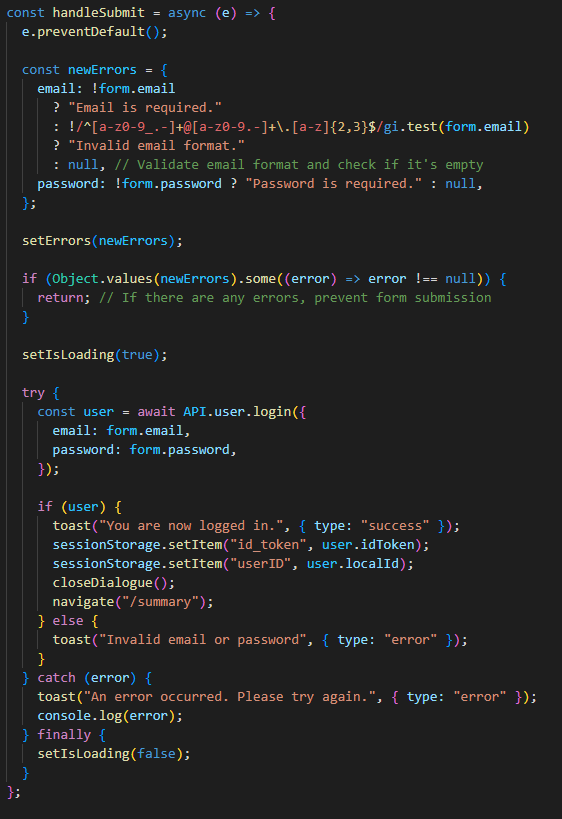 const handleSubmit = async (e) => {
  e.preventDefault();

  const newErrors = {
    email: !form.email
      ? "Email is required."
      : !/^[a-z0-9_.-]+@[a-z0-9.-]+\.[a-z]{2,3}$/gi.test(form.email)
      ? "Invalid email format."
      : null, // Validate email format and check if it's empty
    password: !form.password ? "Password is required." : null,
  };

  setErrors(newErrors);

  if (Object.values(newErrors).some((error) => error !== null)) {
    return; // If there are any errors, prevent form submission
  }

  setIsLoading(true);

  try {
    const user = await API.user.login({
      email: form.email,
      password: form.password,
    });

    if (user) {
      toast("You are now logged in.", { type: "success" });
      sessionStorage.setItem("id_token", user.idToken);
      sessionStorage.setItem("userID", user.localId);
      closeDialogue();
      navigate("/summary");
    } else {
      toast("Invalid email or password", { type: "error" });
    }
  } catch (error) {
    toast("An error occurred. Please try again.", { type: "error" });
    console.log(error);
  } finally {
    setIsLoading(false);
  }
};